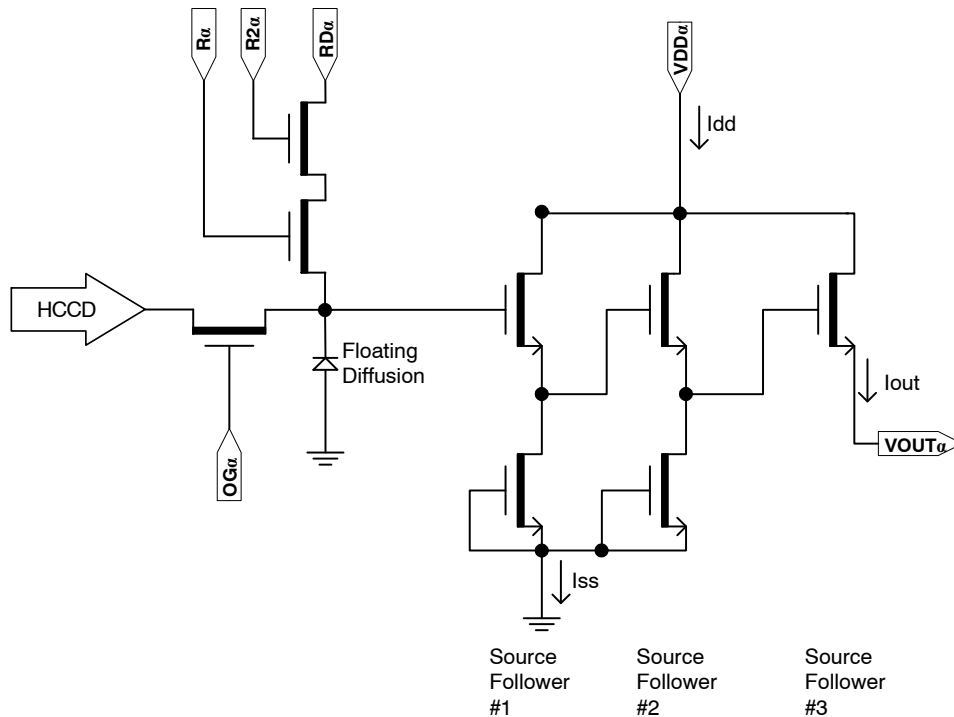 Rα
R2α
RDα
VDDα
Idd
HCCD
Floating
Diffusion
Iout
VOUTα
OGα
Iss
Source
Follower
#1
Source
Follower
#2
Source
Follower
#3